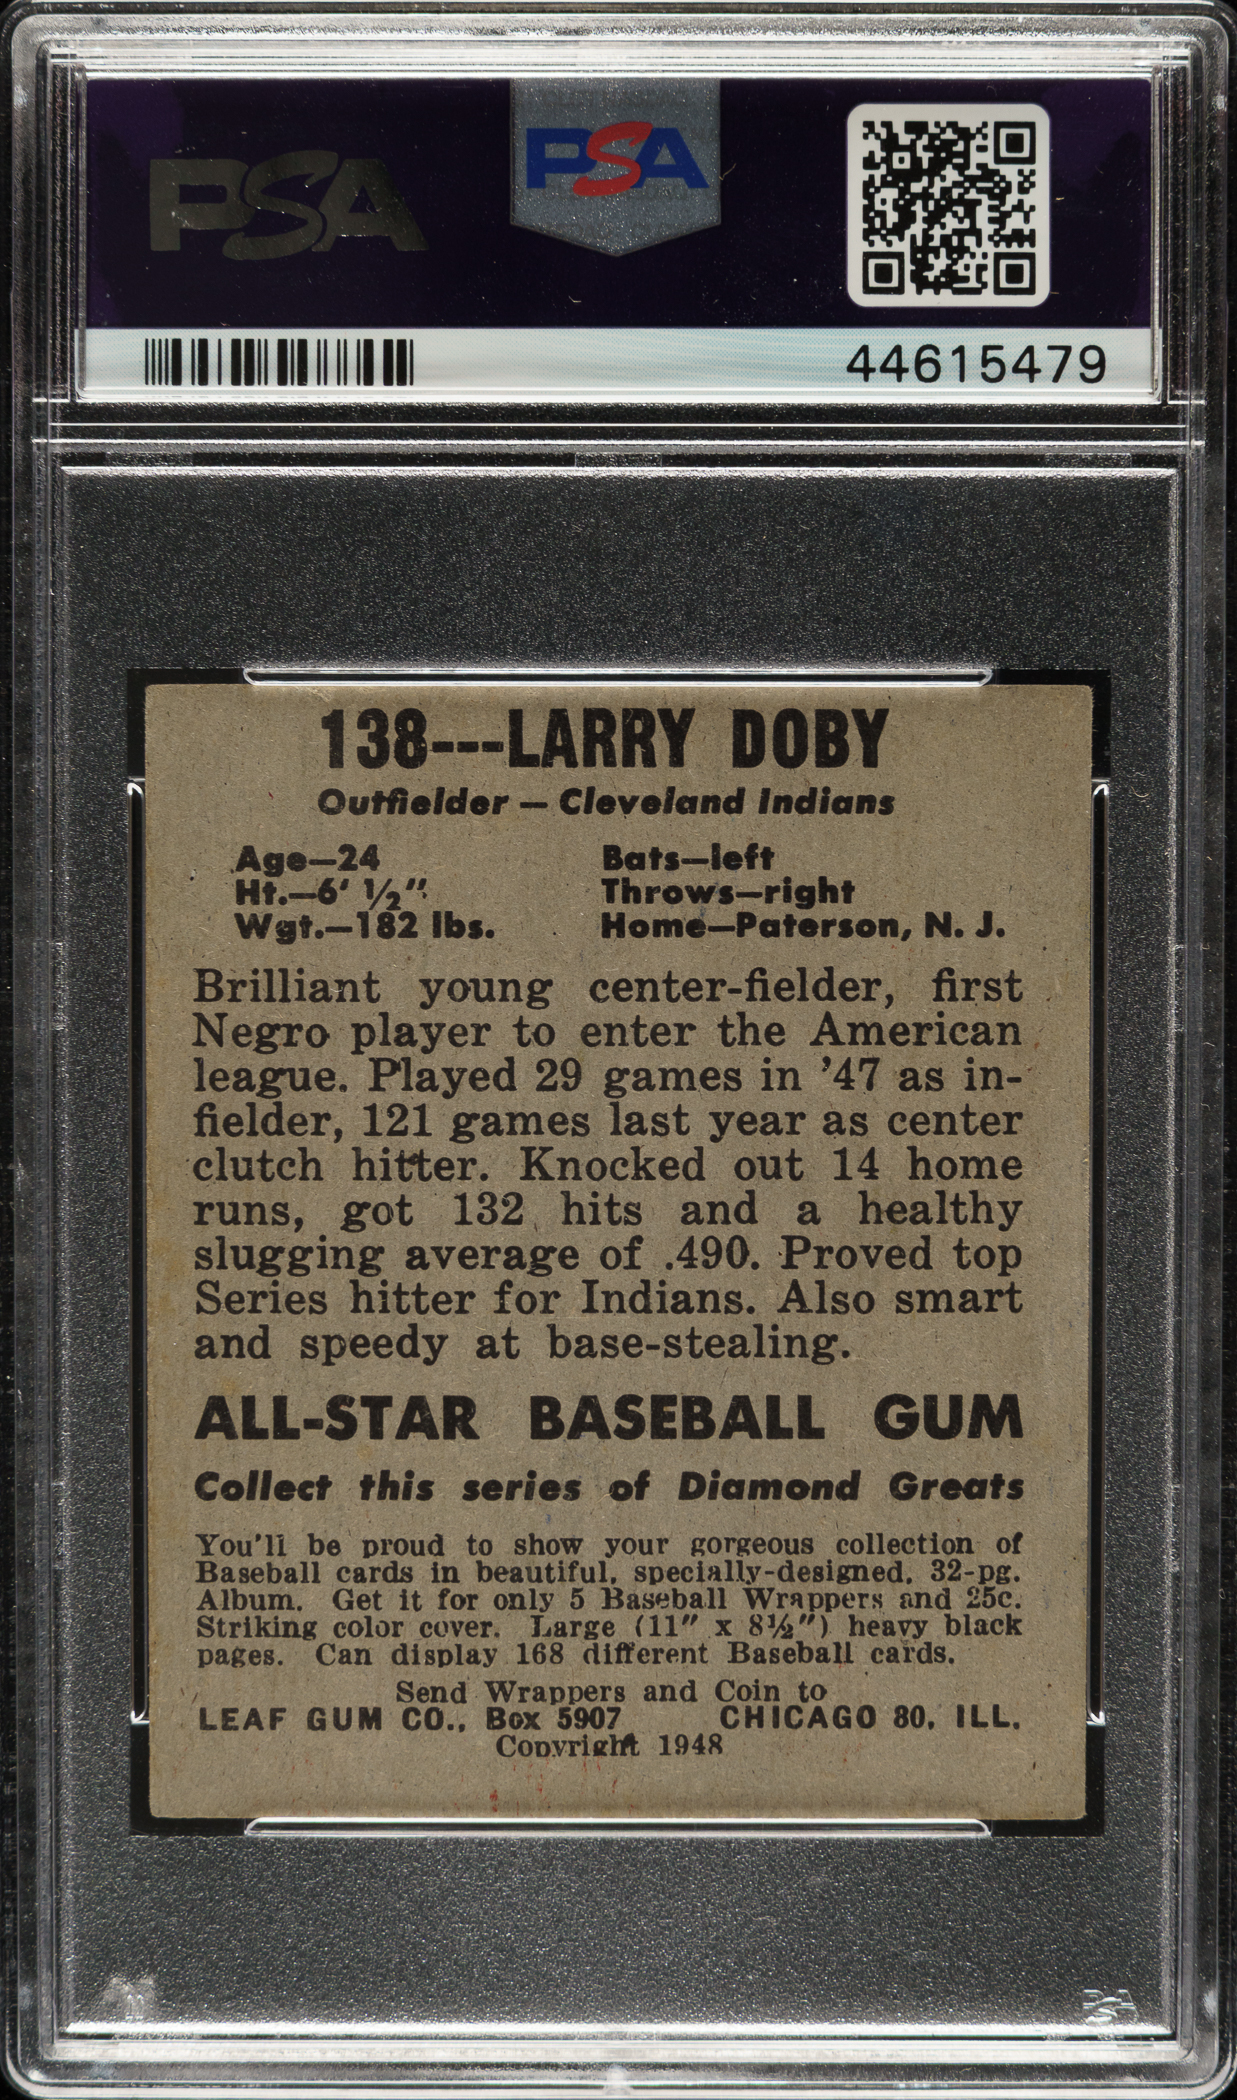 PSA
PSA
44615479
138---LARRY DOBY
Outfielder — Cleveland Indians
Age—24 Bats—left
Ht.—6' ½" Throws—right
Wgt.—182 lbs. Home—Paterson, N. J.
Brilliant young center-fielder, first
Negro player to enter the American
league. Played 29 games in '47 as in-
fielder, 121 games last year as center
clutch hitter. Knocked out 14 home
runs, got 132 hits and a healthy
slugging average of .490. Proved top
Series hitter for Indians. Also smart
and speedy at base-stealing.
ALL-STAR BASEBALL GUM
Collect this series of Diamond Greats
You'll be proud to show your gorgeous collection of
Baseball cards in beautiful, specially-designed, 32-pg.
Album. Get it for only 5 Baseball Wrappers and 25c.
Striking color cover. Large (11" x 8½") heavy black
pages. Can display 168 different Baseball cards.
Send Wrappers and Coin to
LEAF GUM CO., Box 5907 CHICAGO 80, ILL.
Copyright 1948
PSA